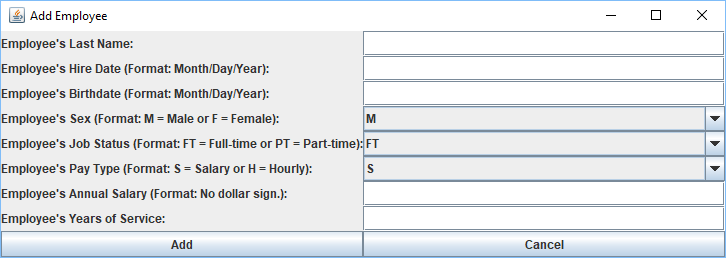 Add Employee
Employee's Last Name:
Employee's Hire Date (Format: Month/Day/Year):
Employee's Birthdate (Format: Month/Day/Year):
Employee's Sex (Format: M = Male or F = Female): M
Employee's Job Status (Format: FT = Full-time or PT = Part-time): FT
Employee's Pay Type (Format: S = Salary or H = Hourly): S
Employee's Annual Salary (Format: No dollar sign.):
Employee's Years of Service:
Add Cancel